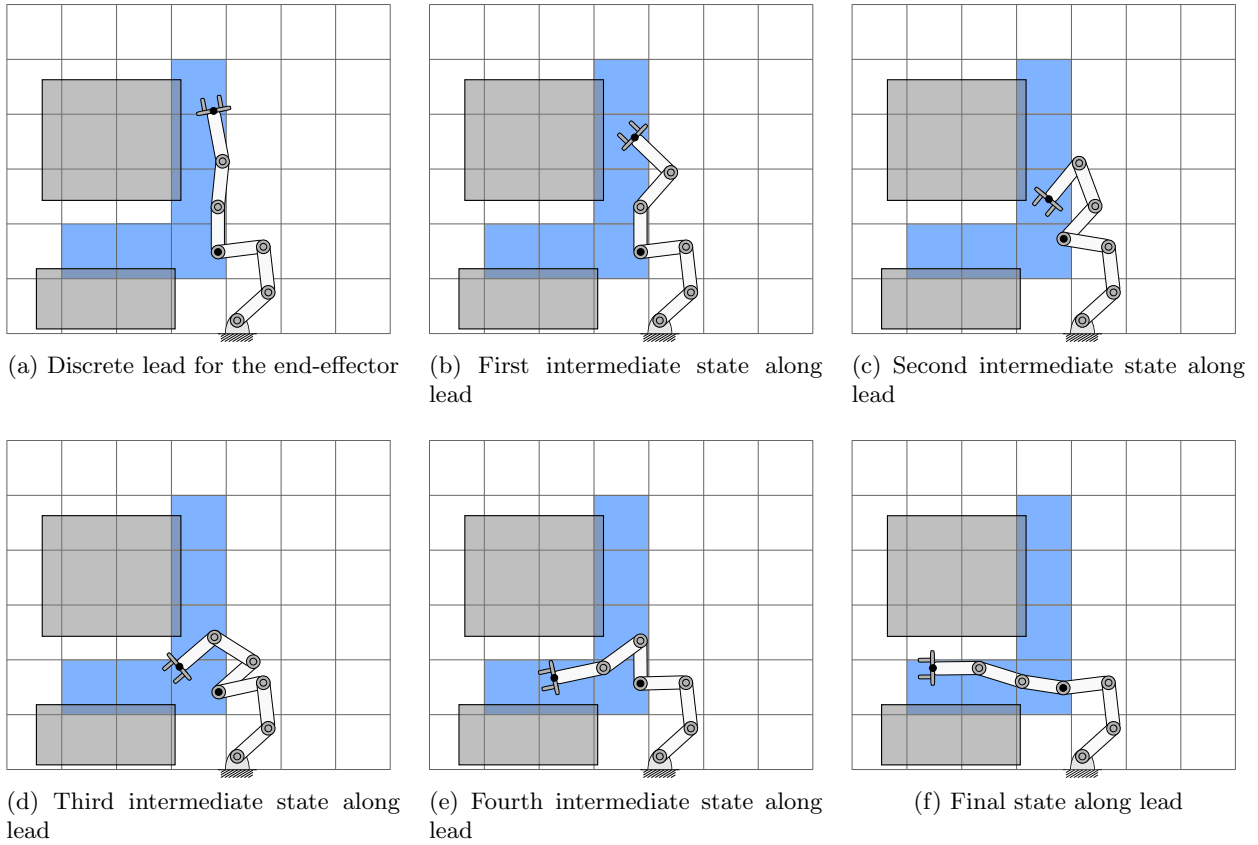 (a) Discrete lead for the end-effector
(b) First intermediate state along
lead
(c) Second intermediate state along
lead
(d) Third intermediate state along
lead
(e) Fourth intermediate state along
lead
(f) Final state along lead